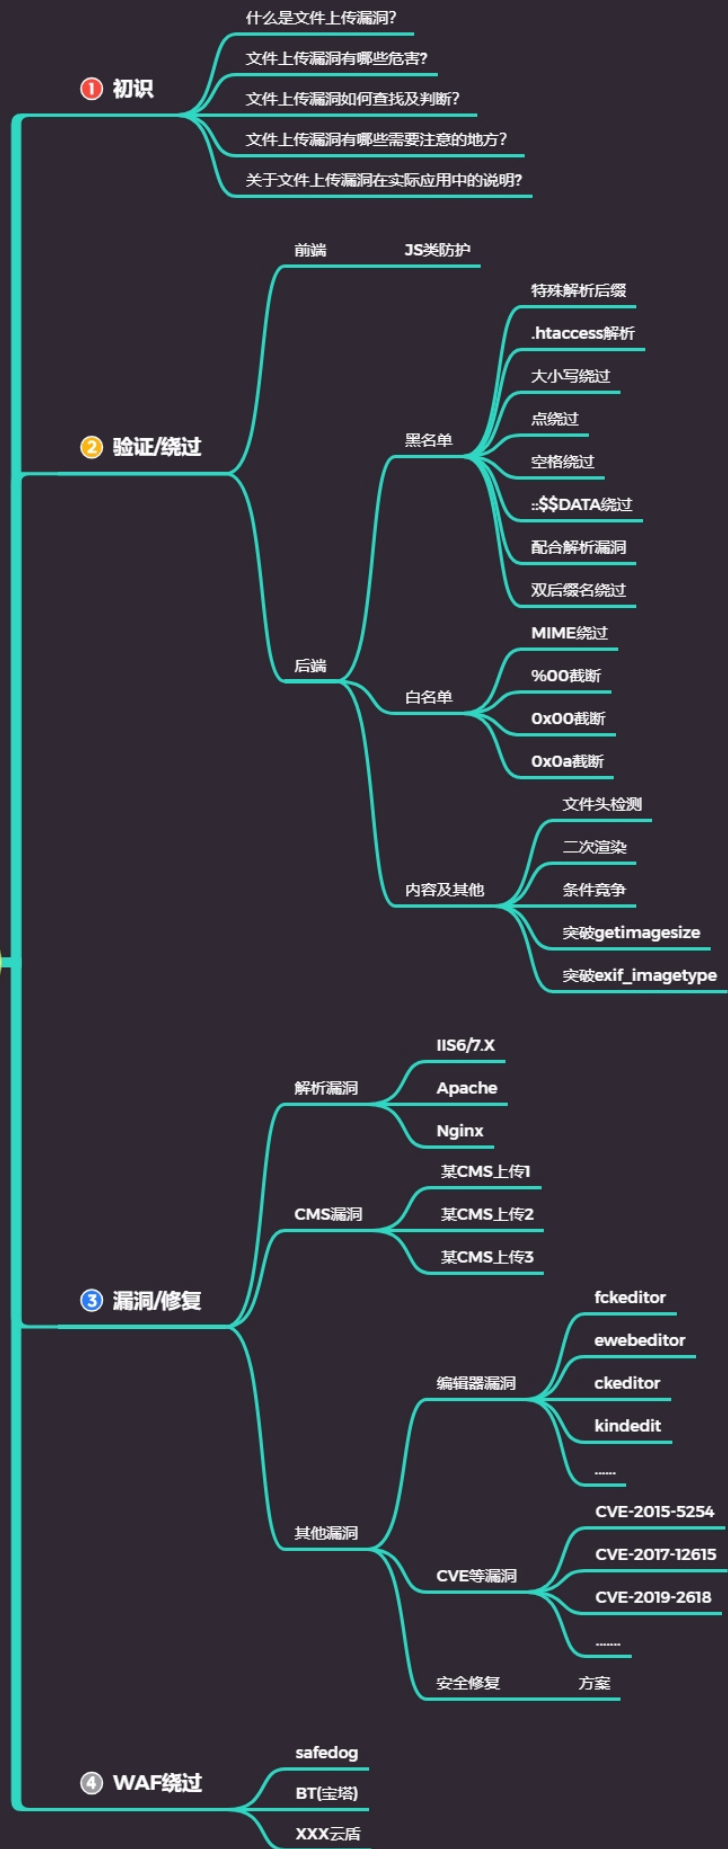 什么是文件上传漏洞？
文件上传漏洞有哪些危害？
① 初识
文件上传漏洞如何查找及判断？
文件上传漏洞有哪些需要注意的地方？
关于文件上传漏洞在实际应用中的说明？
前端
JS类防护
特殊解析后缀
.htaccess解析
大小写绕过
点绕过
② 验证/绕过
黑名单
空格绕过
::$$DATA绕过
配合解析漏洞
双后缀名绕过
后端
MIME绕过
%00截断
白名单
0x00截断
0x0a截断
文件头检测
二次渲染
内容及其他
条件竞争
突破getimagesize
突破exif_imagetype
IIS6/7.X
解析漏洞
Apache
Nginx
某CMS上传1
CMS漏洞
某CMS上传2
某CMS上传3
③ 漏洞/修复
fckeditor
ewebeditor
编辑器漏洞
ckeditor
kindedit
......
其他漏洞
CVE-2015-5254
CVE等漏洞
CVE-2017-12615
CVE-2019-2618
.......
安全修复
方案
safedog
④ WAF绕过
BT(宝塔)
XXX云盾